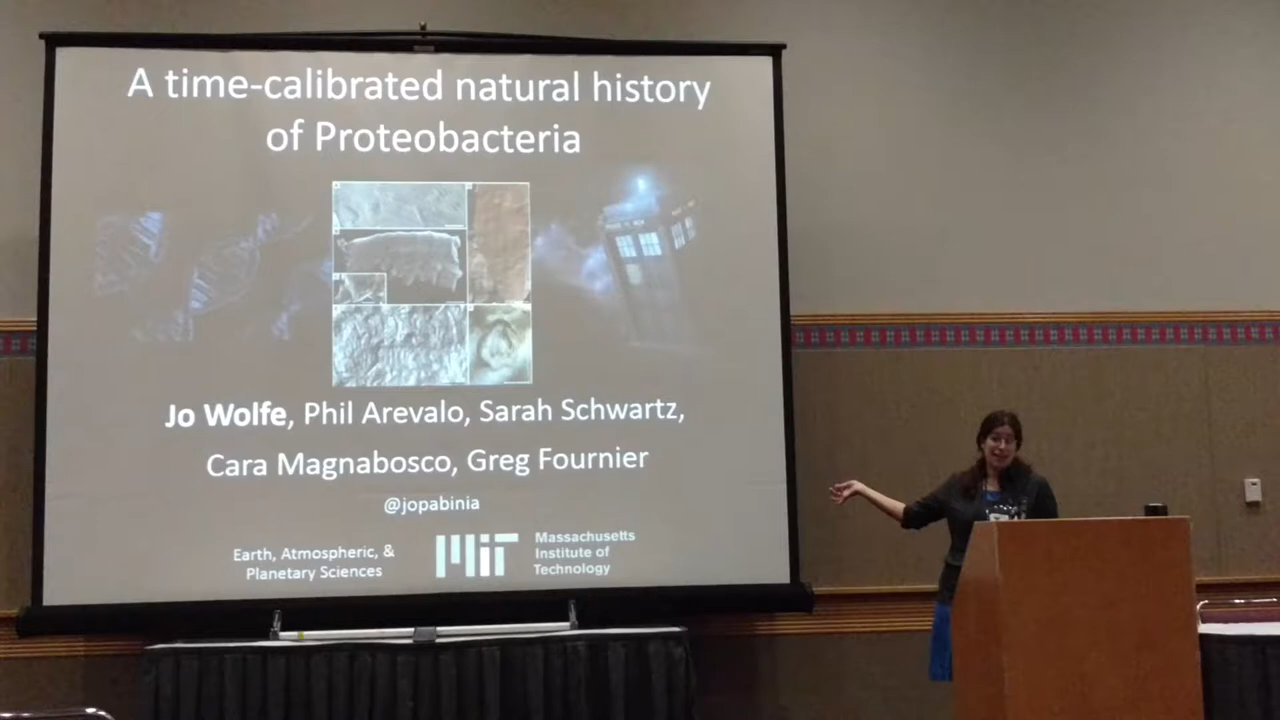 A time-calibrated natural history
of Proteobacteria
Jo Wolfe, Phil Arevalo, Sarah Schwartz,
Cara Magnabosco, Greg Fournier
@jopabinia
Earth, Atmospheric, &
Planetary Sciences
MIT
Massachusetts
Institute of
Technology